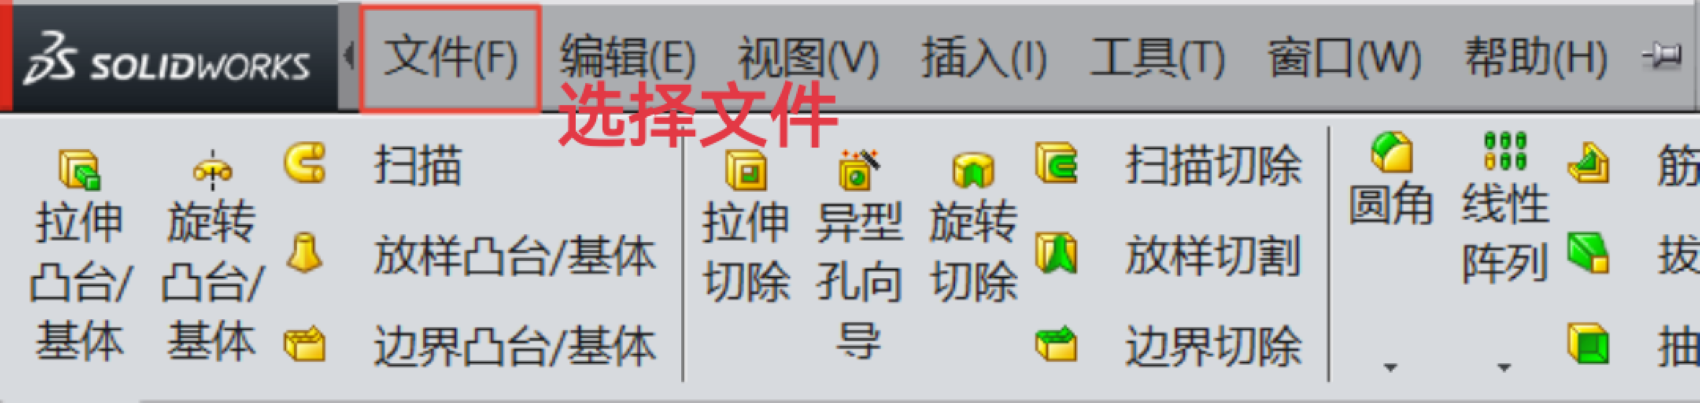 SOLIDWORKS 文件(F) 编辑(E) 视图(V) 插入(I) 工具(T) 窗口(W) 帮助(H)
选择文件
拉伸
凸台/
基体
旋转
凸台/
基体
扫描
放样凸台/基体
边界凸台/基体
拉伸
切除
异型
孔向
导
旋转
切除
扫描切除
放样切割
边界切除
圆角
线性
阵列
筋
拔
抽